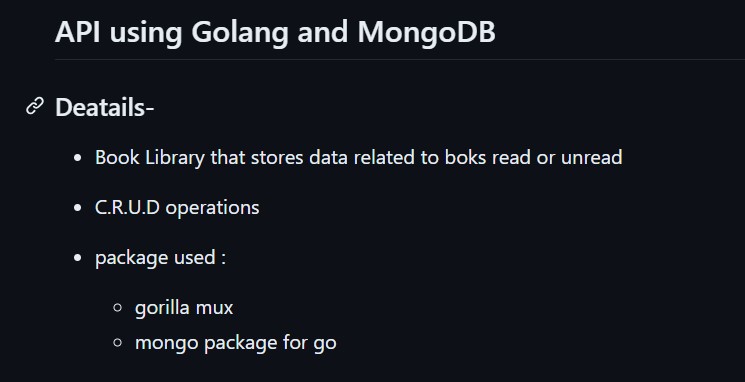 API using Golang and MongoDB
Deatails-
Book Library that stores data related to boks read or unread
C.R.U.D operations
package used :
gorilla mux
mongo package for go